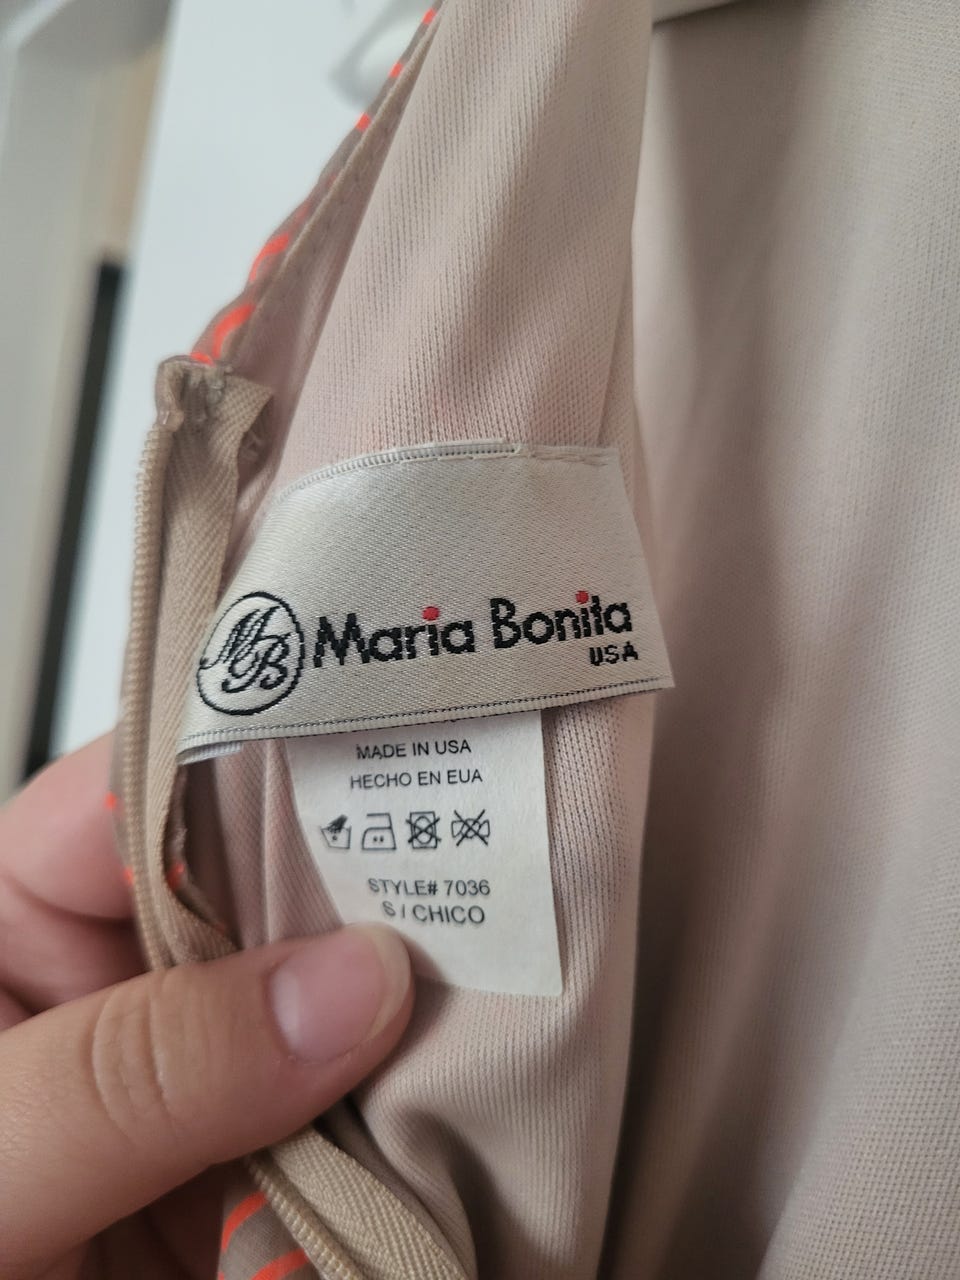 MB Maria Bonita
USA
MADE IN USA
HECHO EN EUA
STYLE# 7036
S / CHICO